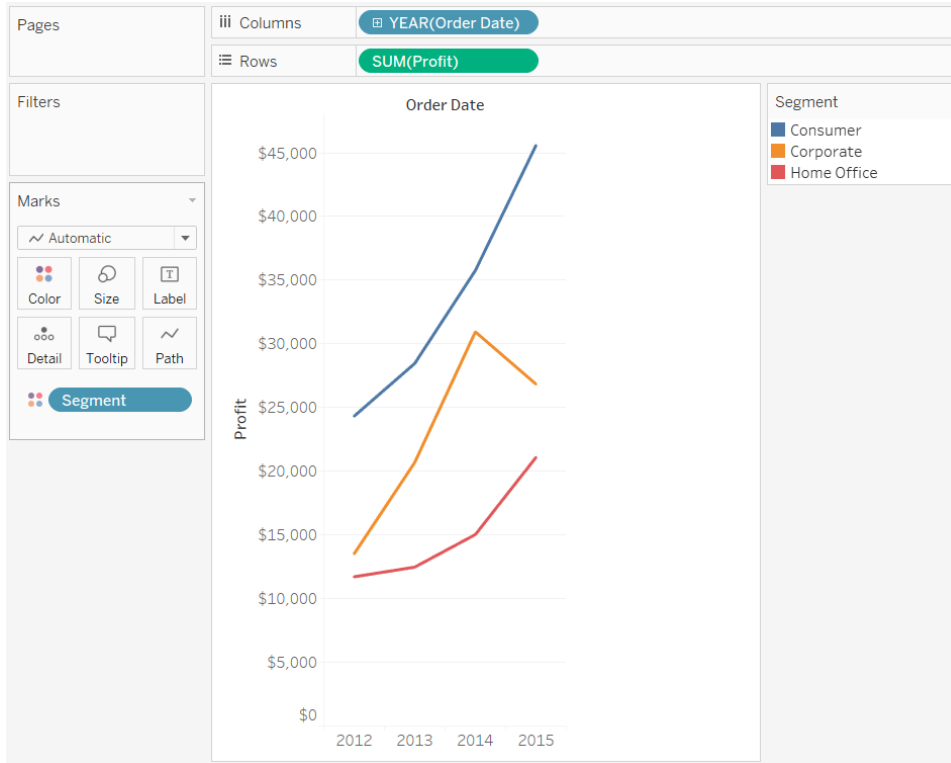 Pages
Columns
YEAR(Order Date)
Rows
SUM(Profit)
Filters
Marks
Automatic
Color
Size
Label
Detail
Tooltip
Path
Segment
Order Date
Profit
$45,000
$40,000
$35,000
$30,000
$25,000
$20,000
$15,000
$10,000
$5,000
$0
2012 2013 2014 2015
Segment
Consumer
Corporate
Home Office